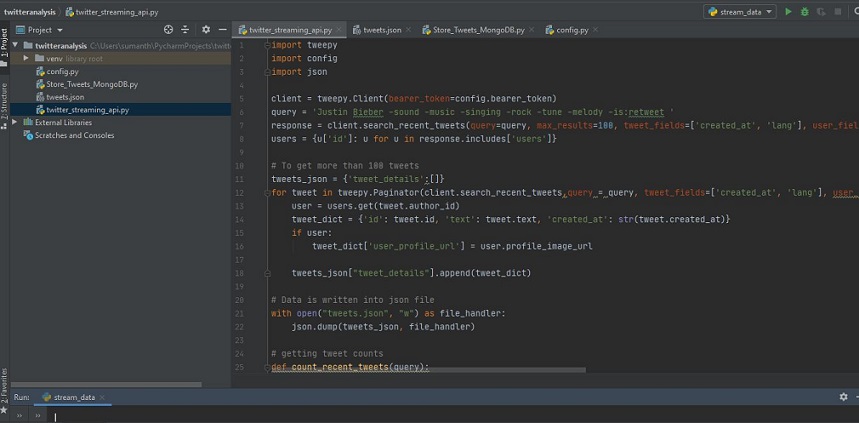 twitteranalysis twitter_streaming_api.py stream_data
Project
twitter_streaming_api.py tweets.json Store_Tweets_MongoDB.py config.py
1: Project
7: Structure
2: Favorites
twitteranalysis C:\Users\sumanth\PycharmProjects\twitt
venv library root
config.py
Store_Tweets_MongoDB.py
tweets.json
twitter_streaming_api.py
External Libraries
Scratches and Consoles
1 import tweepy
2 import config
3 import json
4
5 client = tweepy.Client(bearer_token=config.bearer_token)
6 query = 'Justin Bieber -sound -music -singing -rock -tune -melody -is:retweet '
7 response = client.search_recent_tweets(query=query, max_results=100, tweet_fields=['created_at', 'lang'], user_fiel
8 users = {u['id']: u for u in response.includes['users']}
9
10 # To get more than 100 tweets
11 tweets_json = {'tweet_details':[]}
12 for tweet in tweepy.Paginator(client.search_recent_tweets,query = query, tweet_fields=['created_at', 'lang'], user_
13 user = users.get(tweet.author_id)
14 tweet_dict = {'id': tweet.id, 'text': tweet.text, 'created_at': str(tweet.created_at)}
15 if user:
16 tweet_dict['user_profile_url'] = user.profile_image_url
17
18 tweets_json["tweet_details"].append(tweet_dict)
19
20 # Data is written into json file
21 with open("tweets.json", "w") as file_handler:
22 json.dump(tweets_json, file_handler)
23
24 # getting tweet counts
25 def count_recent_tweets(query):
Run: stream_data